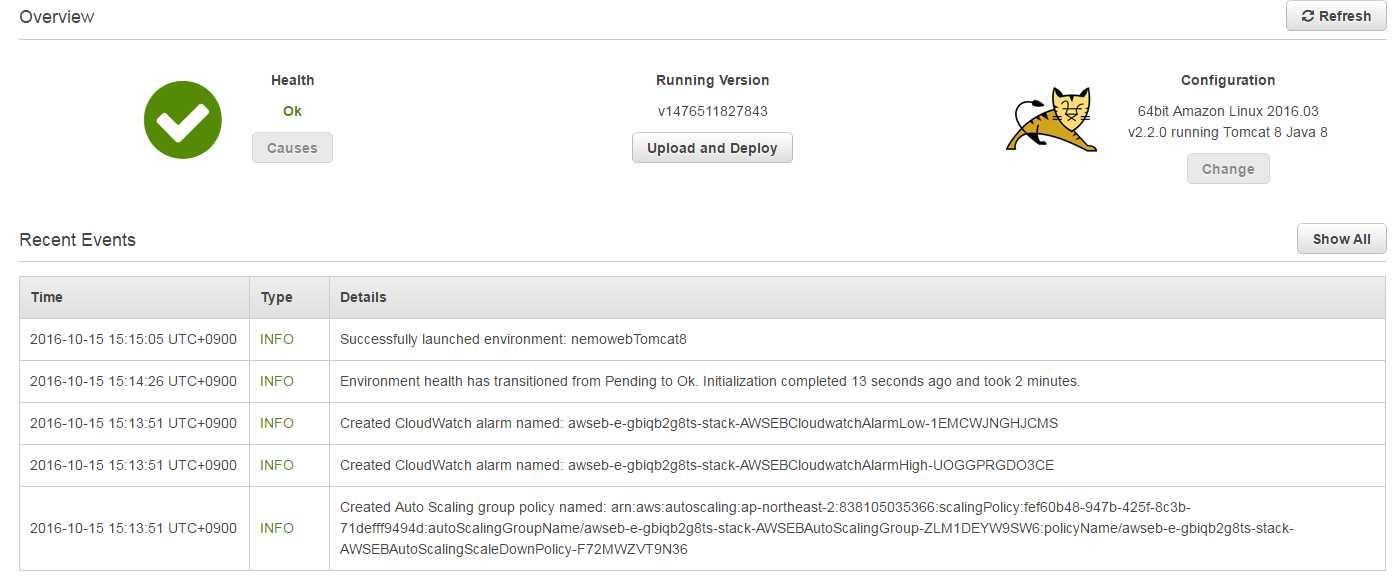 Overview
Refresh
Health
Ok
Causes
Running Version
v1476511827843
Upload and Deploy
Configuration
64bit Amazon Linux 2016.03
v2.2.0 running Tomcat 8 Java 8
Change
Recent Events
Show All
Time Type Details
2016-10-15 15:15:05 UTC+0900 INFO Successfully launched environment: nemowebTomcat8
2016-10-15 15:14:26 UTC+0900 INFO Environment health has transitioned from Pending to Ok. Initialization completed 13 seconds ago and took 2 minutes.
2016-10-15 15:13:51 UTC+0900 INFO Created CloudWatch alarm named: awseb-e-gbiqb2g8ts-stack-AWSEBCloudwatchAlarmLow-1EMCWJNGHJCMS
2016-10-15 15:13:51 UTC+0900 INFO Created CloudWatch alarm named: awseb-e-gbiqb2g8ts-stack-AWSEBCloudwatchAlarmHigh-UOGGPRGDO3CE
2016-10-15 15:13:51 UTC+0900 INFO Created Auto Scaling group policy named: arn:aws:autoscaling:ap-northeast-2:838105035366:scalingPolicy:fef60b48-947b-425f-8c3b-
71defff9494d:autoScalingGroupName/awseb-e-gbiqb2g8ts-stack-AWSEBAutoScalingGroup-ZLM1DEYW9SW6:policyName/awseb-e-gbiqb2g8ts-stack-
AWSEBAutoScalingScaleDownPolicy-F72MWZVT9N36